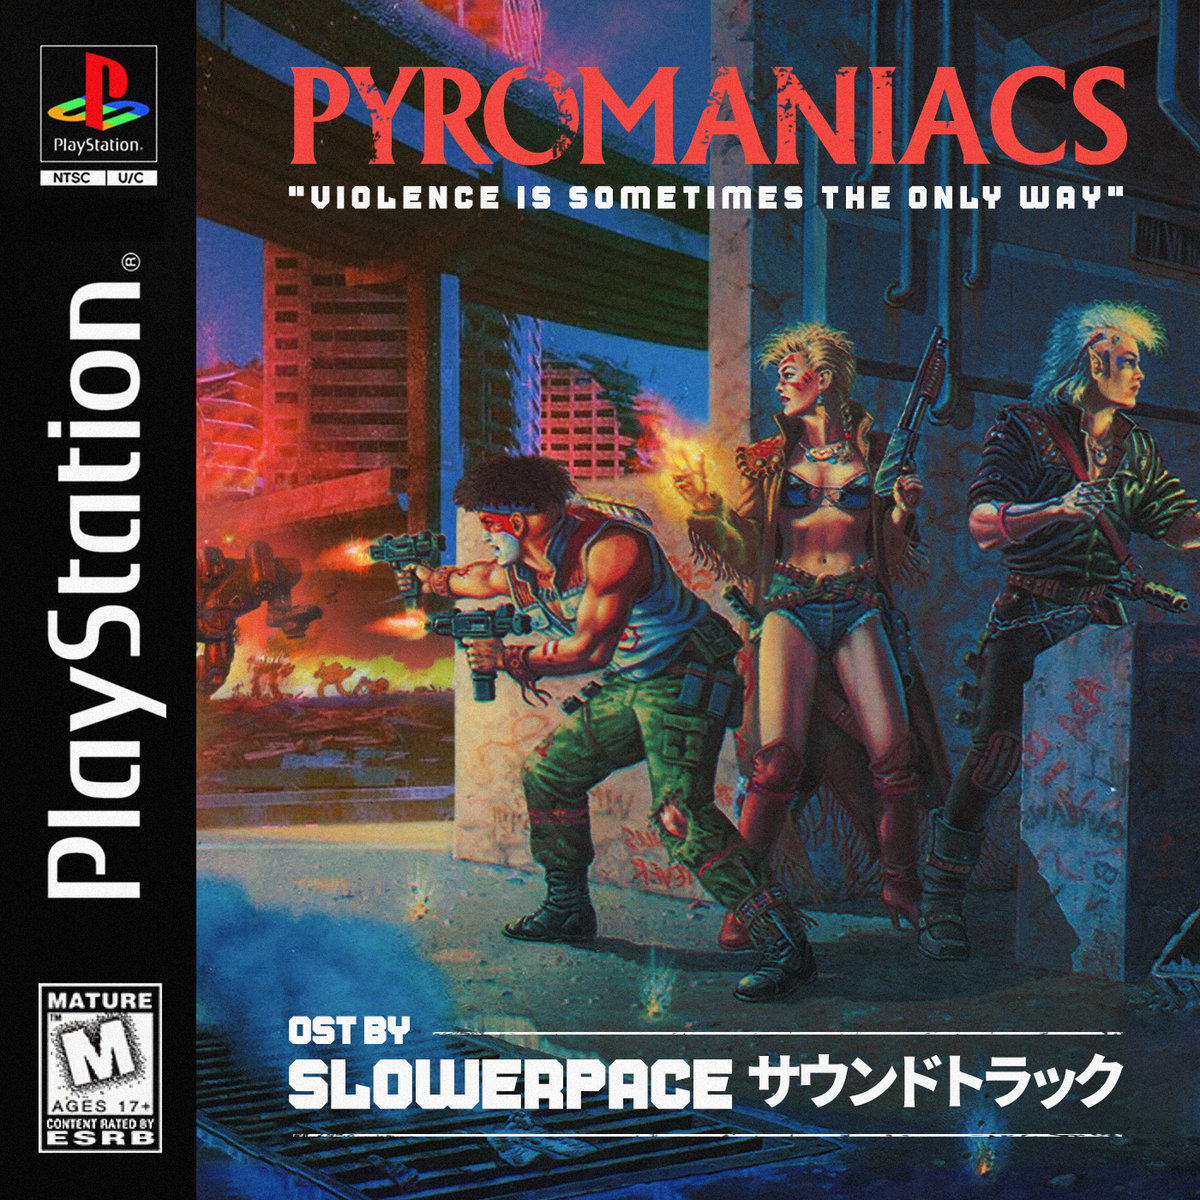 PlayStation®
NTSC U/C
PlayStation®
MATURE
TM
M
AGES 17+
CONTENT RATED BY
ESRB
PYROMANIACS
"VIOLENCE IS SOMETIMES THE ONLY WAY"
OST BY
SLOWERPACE サウンドトラック